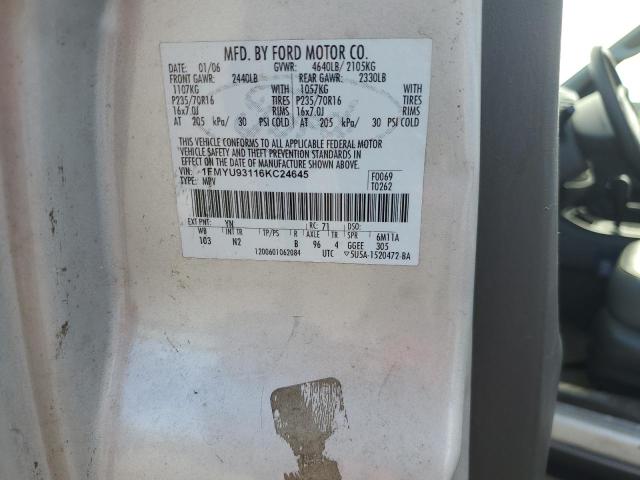 MFD. BY FORD MOTOR CO.
DATE: 01/06 GVWR: 4640LB/ 2105KG
FRONT GAWR: 2440LB REAR GAWR: 2330LB
1107KG WITH 1057KG WITH
P235/70R16 TIRES P235/70R16 TIRES
16x7.0J RIMS 16x7.0J RIMS
AT 205 kPa/ 30 PSI COLD AT 205 kPa/ 30 PSI COLD
THIS VEHICLE CONFORMS TO ALL APPLICABLE FEDERAL MOTOR
VEHICLE SAFETY AND THEFT PREVENTION STANDARDS IN
EFFECT ON THE DATE OF MANUFACTURE SHOWN ABOVE.
VIN: 1FMYU93116KC24645 F0069
TYPE: MPV T0262
EXT PNT: YN RC: 71 DSO:
WB INT TR TP/PS R AXLE TR SPR 6M11A
103 N2 B 96 4 GGEE 305
1200601062084 UTC 5U5A-1520472-BA